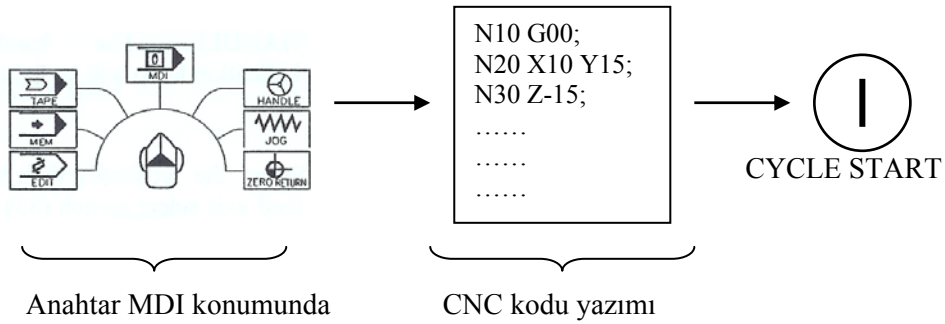 MDI
TAPE
MEM
EDIT
HANDLE
JOG
ZERO RETURN
N10 G00;
N20 X10 Y15;
N30 Z-15;
……
……
……
CYCLE START
Anahtar MDI konumunda
CNC kodu yazımı